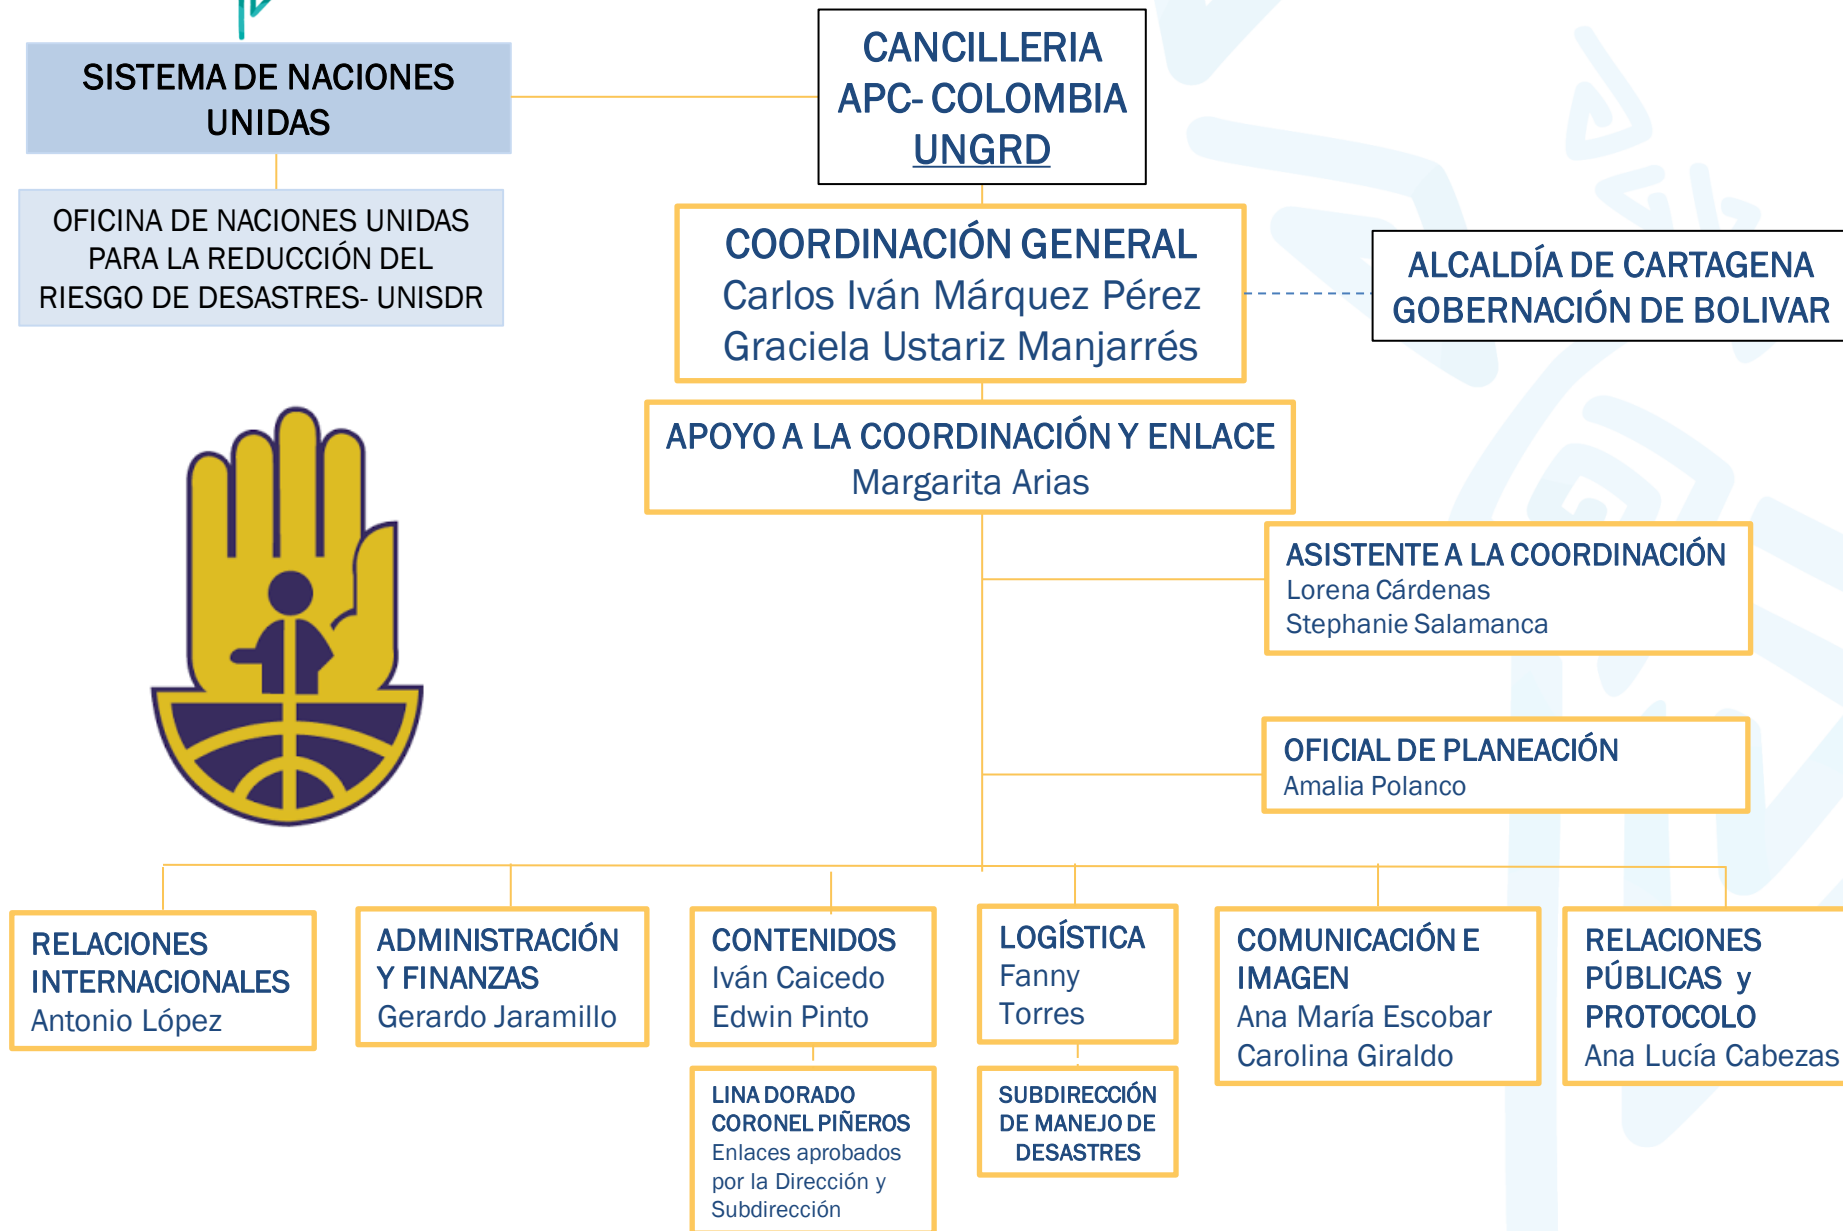 SISTEMA DE NACIONES
UNIDAS
CANCILLERIA
APC- COLOMBIA
UNGRD
OFICINA DE NACIONES UNIDAS
PARA LA REDUCCIÓN DEL
RIESGO DE DESASTRES- UNISDR
COORDINACIÓN GENERAL
Carlos Iván Márquez Pérez
Graciela Ustariz Manjarrés
ALCALDÍA DE CARTAGENA
GOBERNACIÓN DE BOLIVAR
APOYO A LA COORDINACIÓN Y ENLACE
Margarita Arias
ASISTENTE A LA COORDINACIÓN
Lorena Cárdenas
Stephanie Salamanca
OFICIAL DE PLANEACIÓN
Amalia Polanco
RELACIONES
INTERNACIONALES
Antonio López
ADMINISTRACIÓN
Y FINANZAS
Gerardo Jaramillo
CONTENIDOS
Iván Caicedo
Edwin Pinto
LINA DORADO
CORONEL PIÑEROS
Enlaces aprobados
por la Dirección y
Subdirección
LOGÍSTICA
Fanny
Torres
SUBDIRECCIÓN
DE MANEJO DE
DESASTRES
COMUNICACIÓN E
IMAGEN
Ana María Escobar
Carolina Giraldo
RELACIONES
PÚBLICAS y
PROTOCOLO
Ana Lucía Cabezas